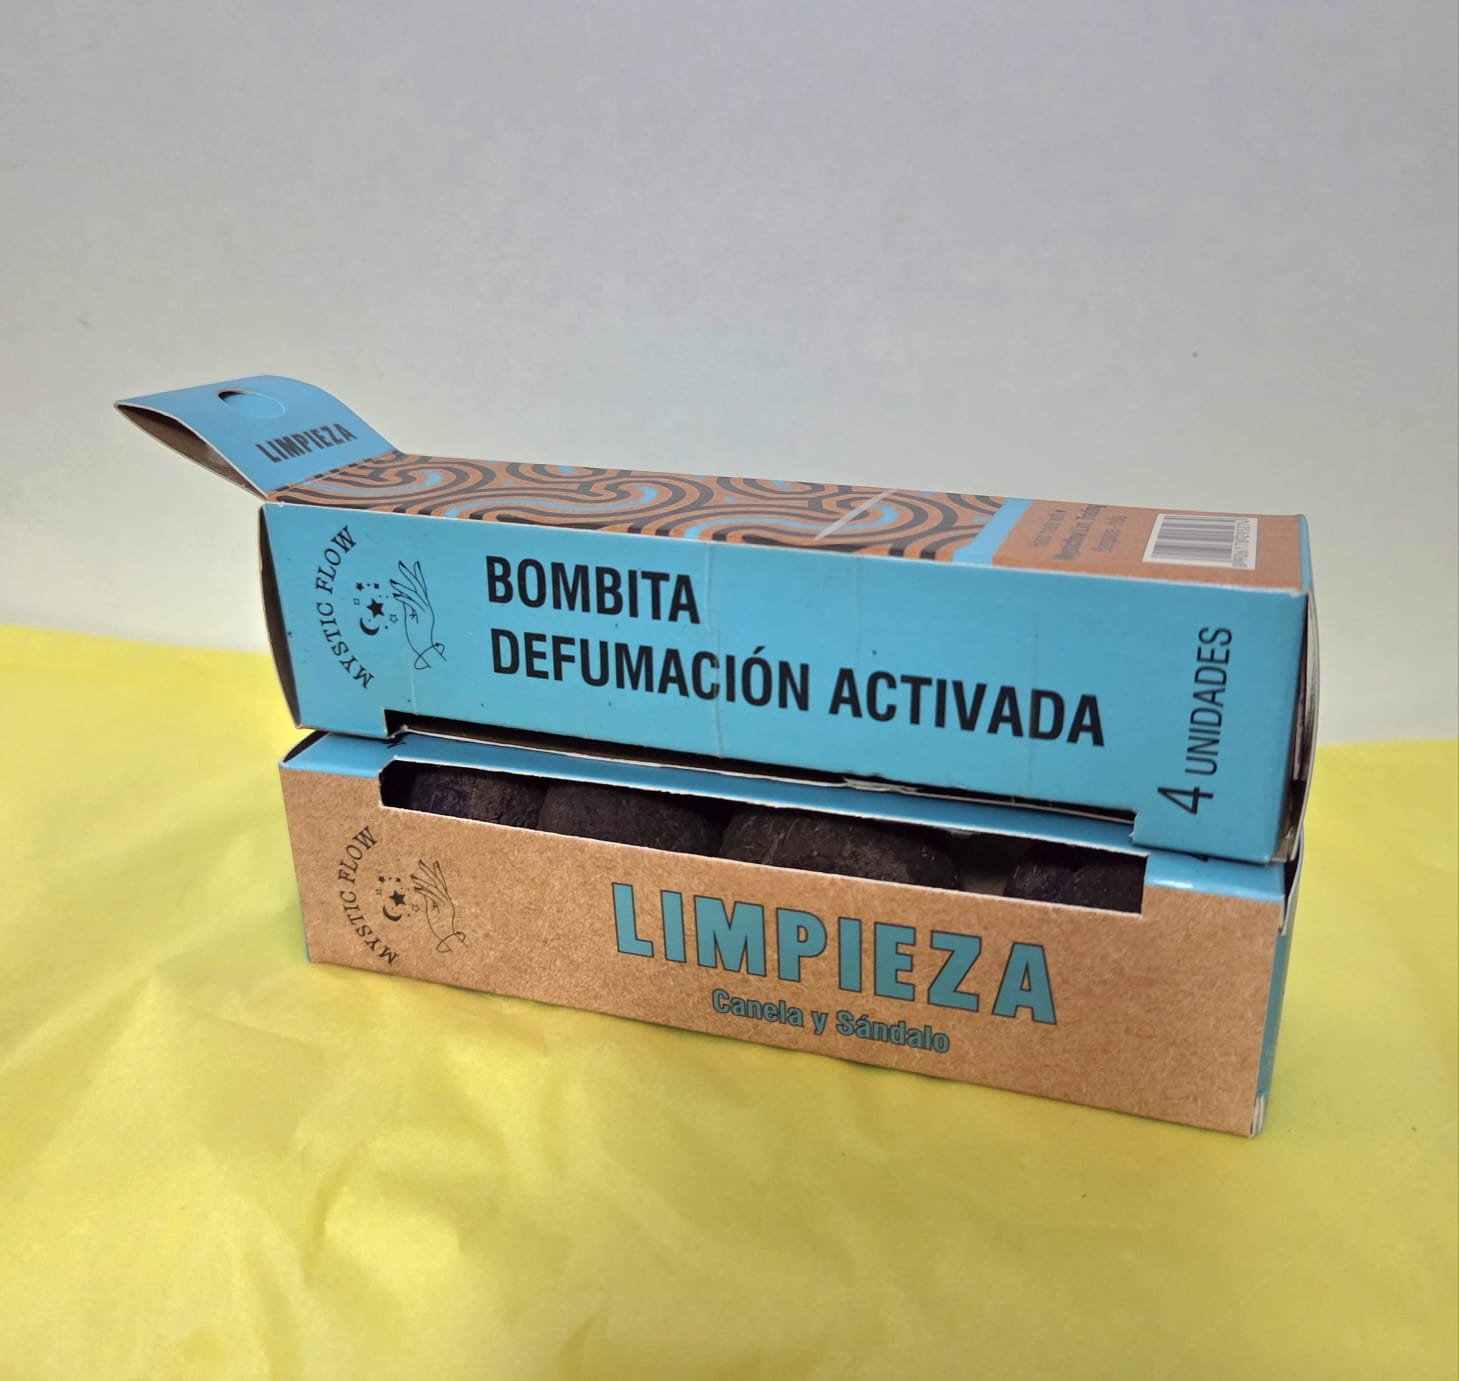 LIMPIEZA
MYSTIC FLOW
BOMBITA
DEFUMACIÓN ACTIVADA
4 UNIDADES
MYSTIC FLOW
LIMPIEZA
Canela y Sándalo